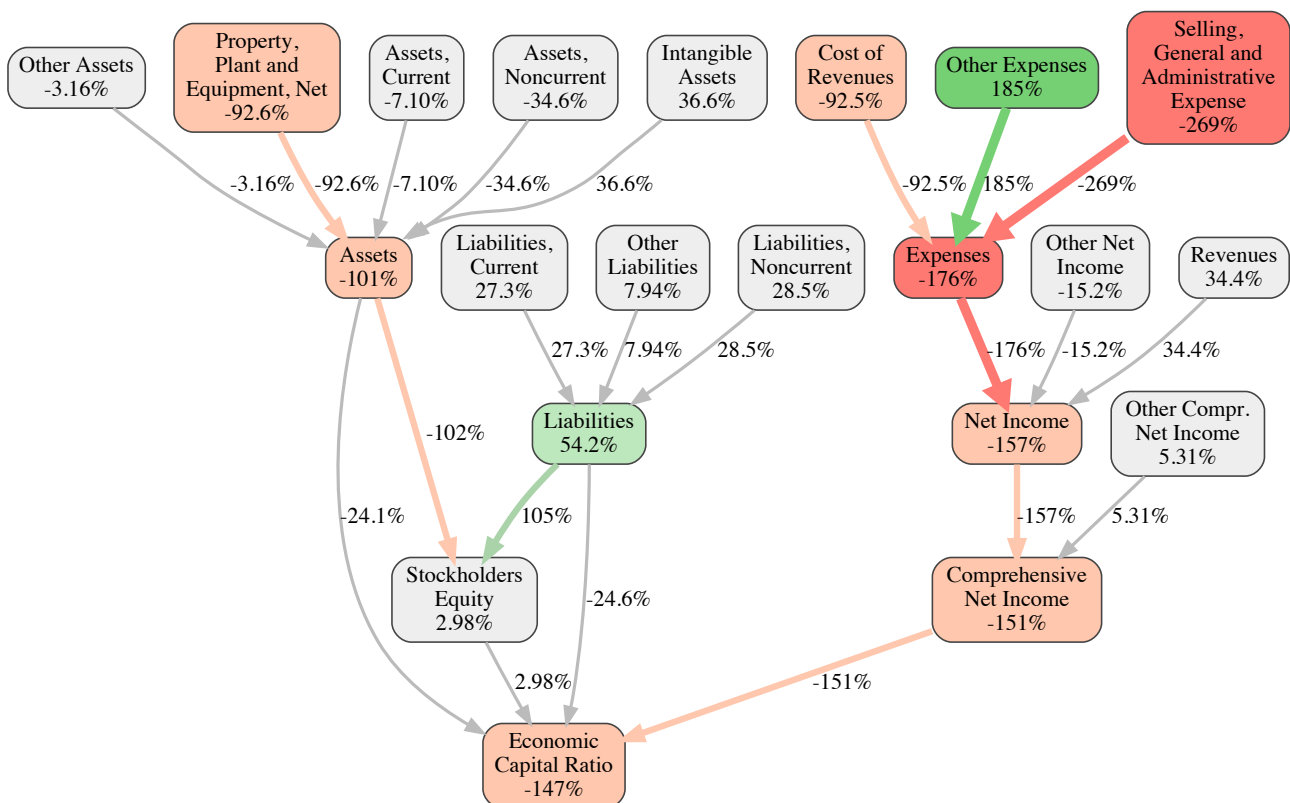 Other Assets
-3.16%
Property,
Plant and
Equipment, Net
-92.6%
Assets,
Current
-7.10%
Assets,
Noncurrent
-34.6%
Intangible
Assets
36.6%
Cost of
Revenues
-92.5%
Other Expenses
185%
Selling,
General and
Administrative
Expense
-269%
-3.16%
-92.6%
-7.10%
-34.6%
36.6%
-92.5%
185%
-269%
Assets
-101%
Liabilities,
Current
27.3%
Other
Liabilities
7.94%
Liabilities,
Noncurrent
28.5%
Expenses
-176%
Other Net
Income
-15.2%
Revenues
34.4%
27.3%
7.94%
28.5%
-176%
-15.2%
34.4%
-102%
Liabilities
54.2%
Net Income
-157%
Other Compr.
Net Income
5.31%
-24.1%
105%
-157%
5.31%
Stockholders
Equity
2.98%
-24.6%
Comprehensive
Net Income
-151%
2.98%
-151%
Economic
Capital Ratio
-147%